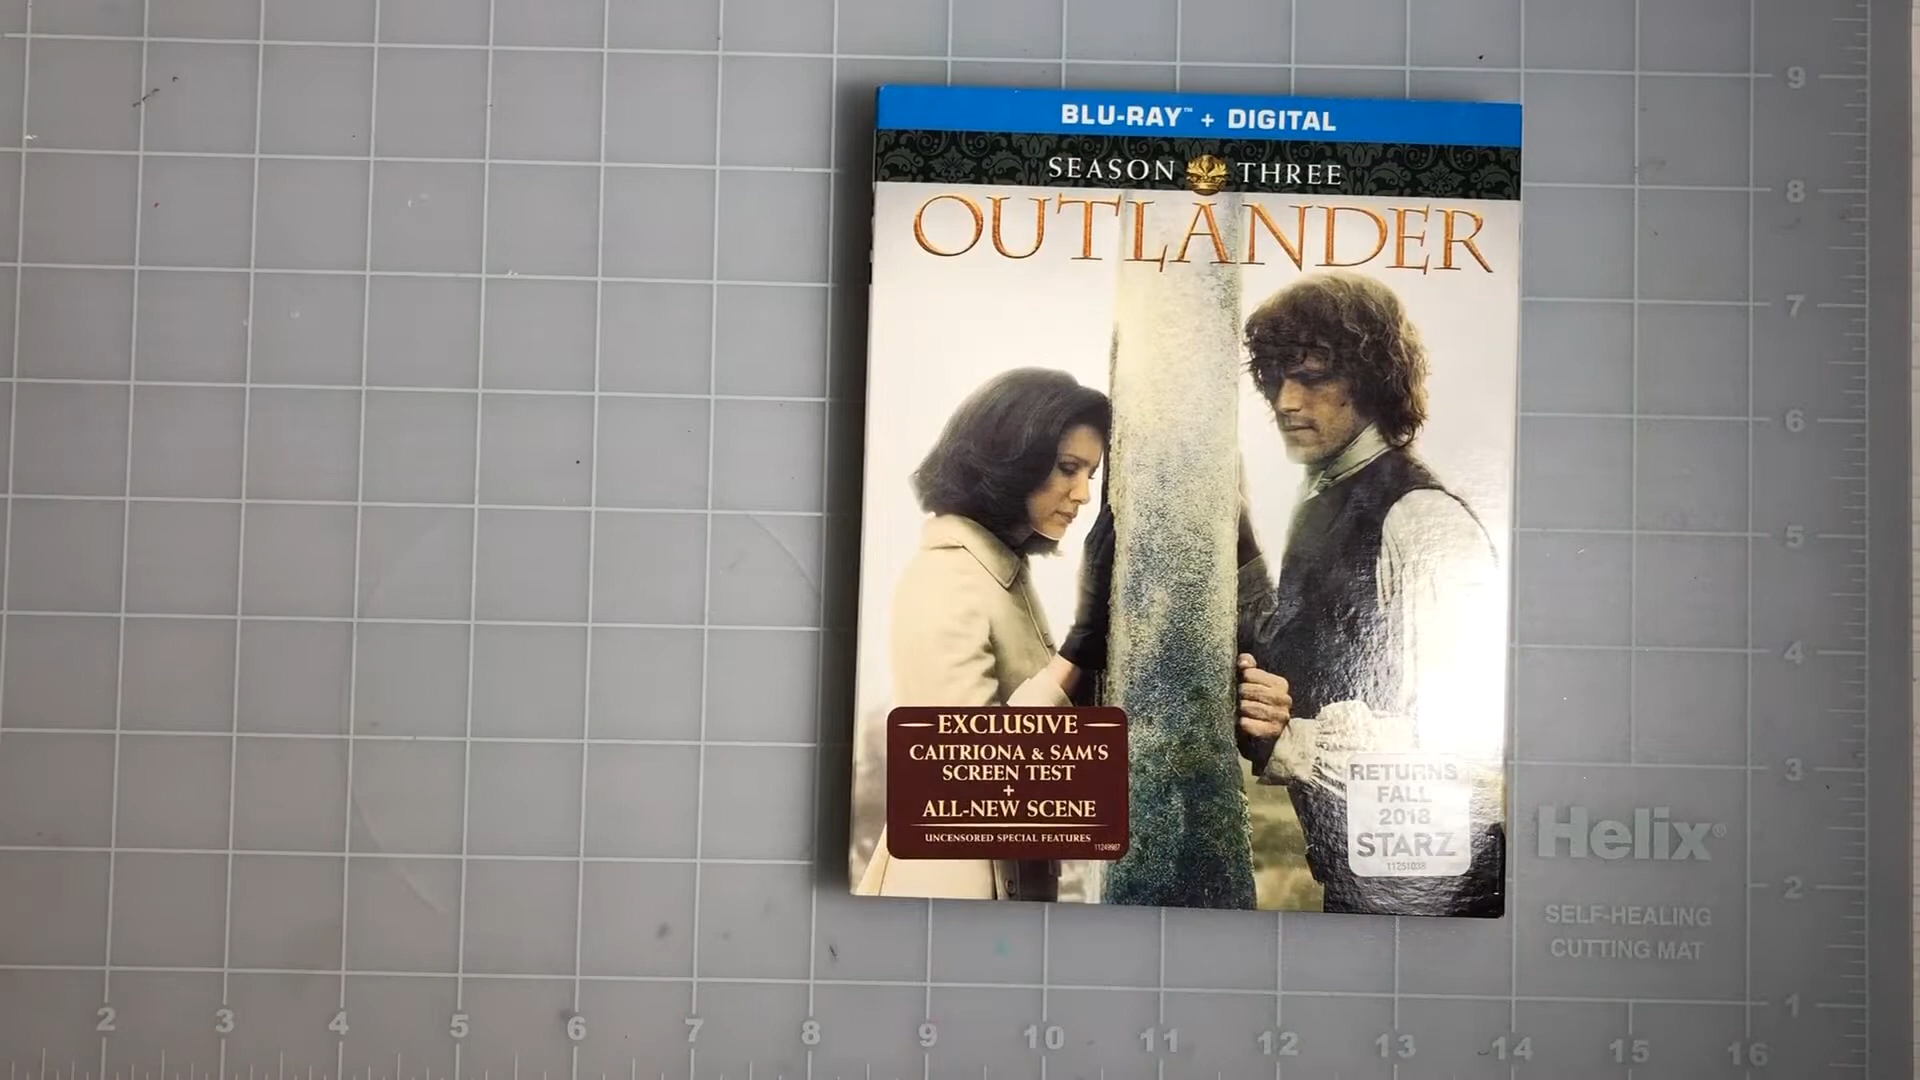 BLU-RAY™ + DIGITAL
SEASON THREE
OUTLANDER
EXCLUSIVE
CAITRIONA & SAM'S
SCREEN TEST
+
ALL-NEW SCENE
UNCENSORED SPECIAL FEATURES
11249987
RETURNS
FALL
2018
STARZ
11251038
Helix®
SELF-HEALING
CUTTING MAT
9
8
7
6
5
4
3
2
1
2 3 4 5 6 7 8 9 10 11 12 13 14 15 16